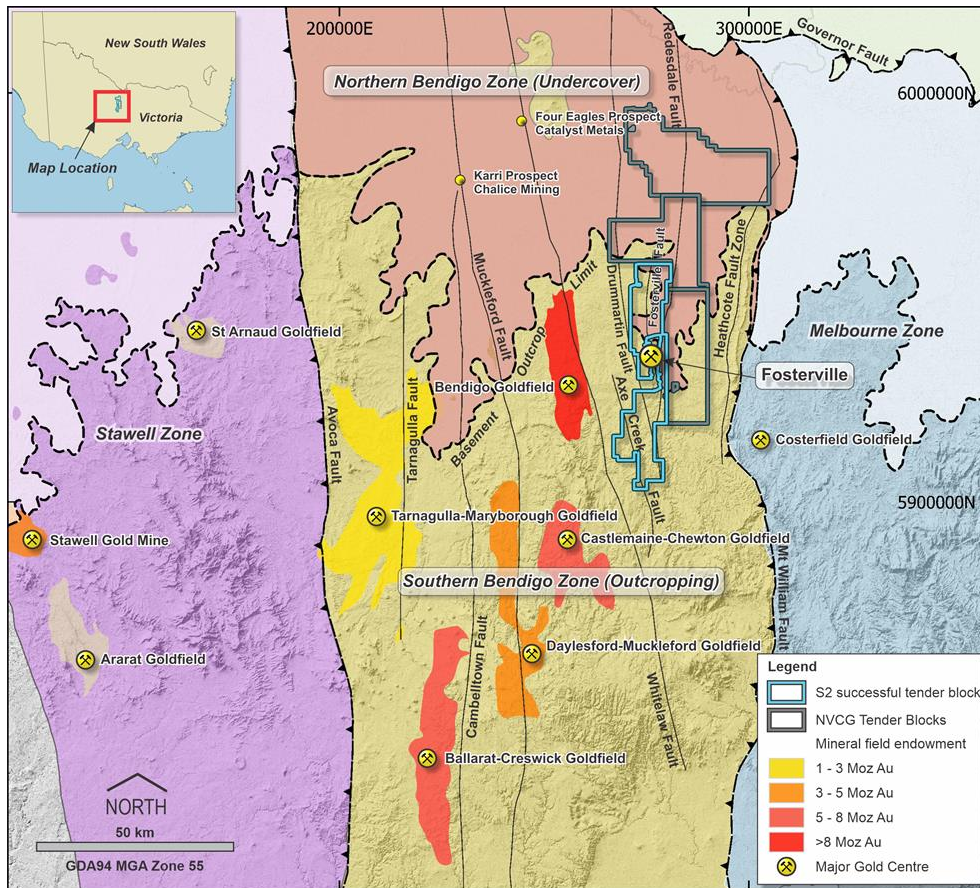 New South Wales
Victoria
Map Location
200000E
300000E
6000000N
5900000N
Governor Fault
Redesdale Fault
Northern Bendigo Zone (Undercover)
Four Eagles Prospect
Catalyst Metals
Karri Prospect
Chalice Mining
Muckleford Fault
Drummartin Fault
Fosterville Fault
Heathcote Fault Zone
Melbourne Zone
St Arnaud Goldfield
Basement Outcrop Limit
Bendigo Goldfield
Fosterville
Axe Creek Fault
Stawell Zone
Avoca Fault
Tarnagulla Fault
Costerfield Goldfield
Stawell Gold Mine
Tarnagulla-Maryborough Goldfield
Castlemaine-Chewton Goldfield
Southern Bendigo Zone (Outcropping)
Mt William Fault
Ararat Goldfield
Daylesford-Muckleford Goldfield
Cambelltown Fault
Whitelaw Fault
Ballarat-Creswick Goldfield
NORTH
50 km
GDA94 MGA Zone 55
Legend
S2 successful tender block
NVCG Tender Blocks
Mineral field endowment
1 - 3 Moz Au
3 - 5 Moz Au
5 - 8 Moz Au
>8 Moz Au
Major Gold Centre